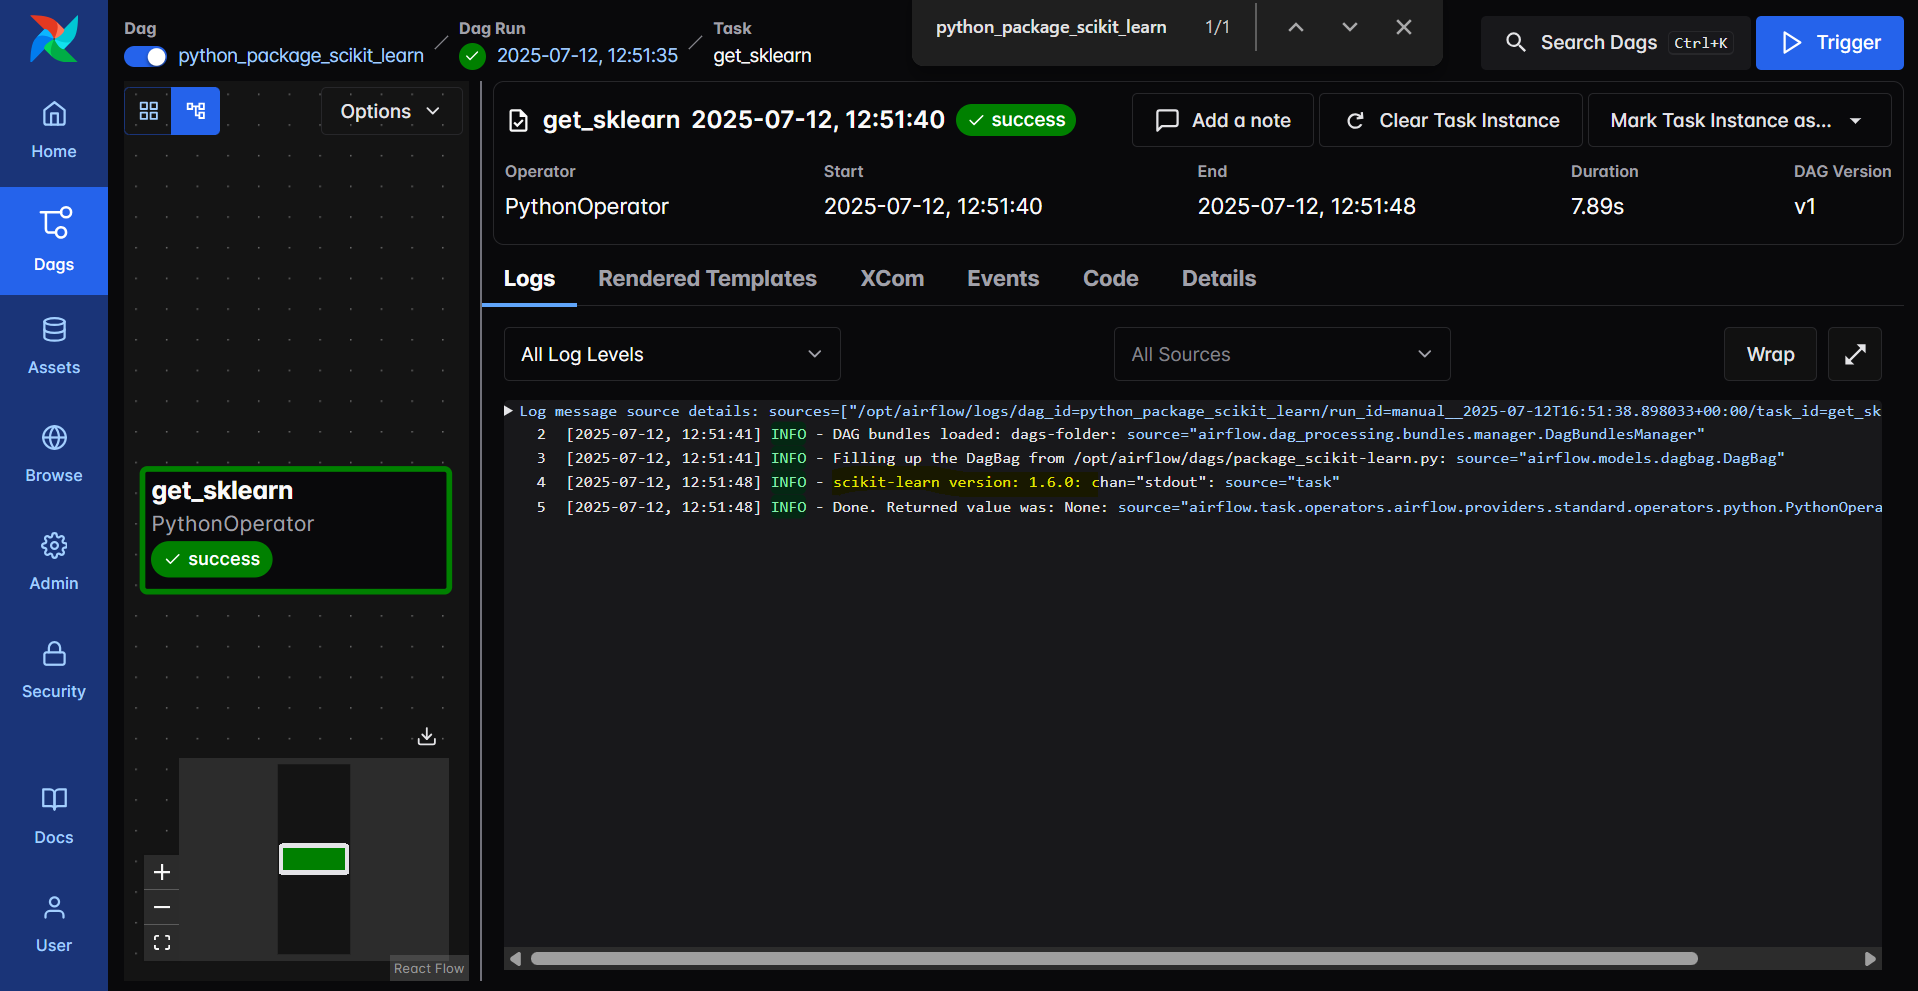 Dag
python_package_scikit_learn
Dag Run
2025-07-12, 12:51:35
Task
get_sklearn
python_package_scikit_learn 1/1
Search Dags Ctrl+K
Trigger
Home
Dags
Assets
Browse
Admin
Security
Docs
User
Options
get_sklearn
PythonOperator
success
React Flow
get_sklearn 2025-07-12, 12:51:40 success
Add a note
Clear Task Instance
Mark Task Instance as...
Operator
PythonOperator
Start
2025-07-12, 12:51:40
End
2025-07-12, 12:51:48
Duration
7.89s
DAG Version
v1
Logs Rendered Templates XCom Events Code Details
All Log Levels
All Sources
Wrap
Log message source details: sources=["/opt/airflow/logs/dag_id=python_package_scikit_learn/run_id=manual__2025-07-12T16:51:38.898033+00:00/task_id=get_sk
2 [2025-07-12, 12:51:41] INFO - DAG bundles loaded: dags-folder: source="airflow.dag_processing.bundles.manager.DagBundlesManager"
3 [2025-07-12, 12:51:41] INFO - Filling up the DagBag from /opt/airflow/dags/package_scikit-learn.py: source="airflow.models.dagbag.DagBag"
4 [2025-07-12, 12:51:48] INFO - scikit-learn version: 1.6.0: chan="stdout": source="task"
5 [2025-07-12, 12:51:48] INFO - Done. Returned value was: None: source="airflow.task.operators.airflow.providers.standard.operators.python.PythonOpera